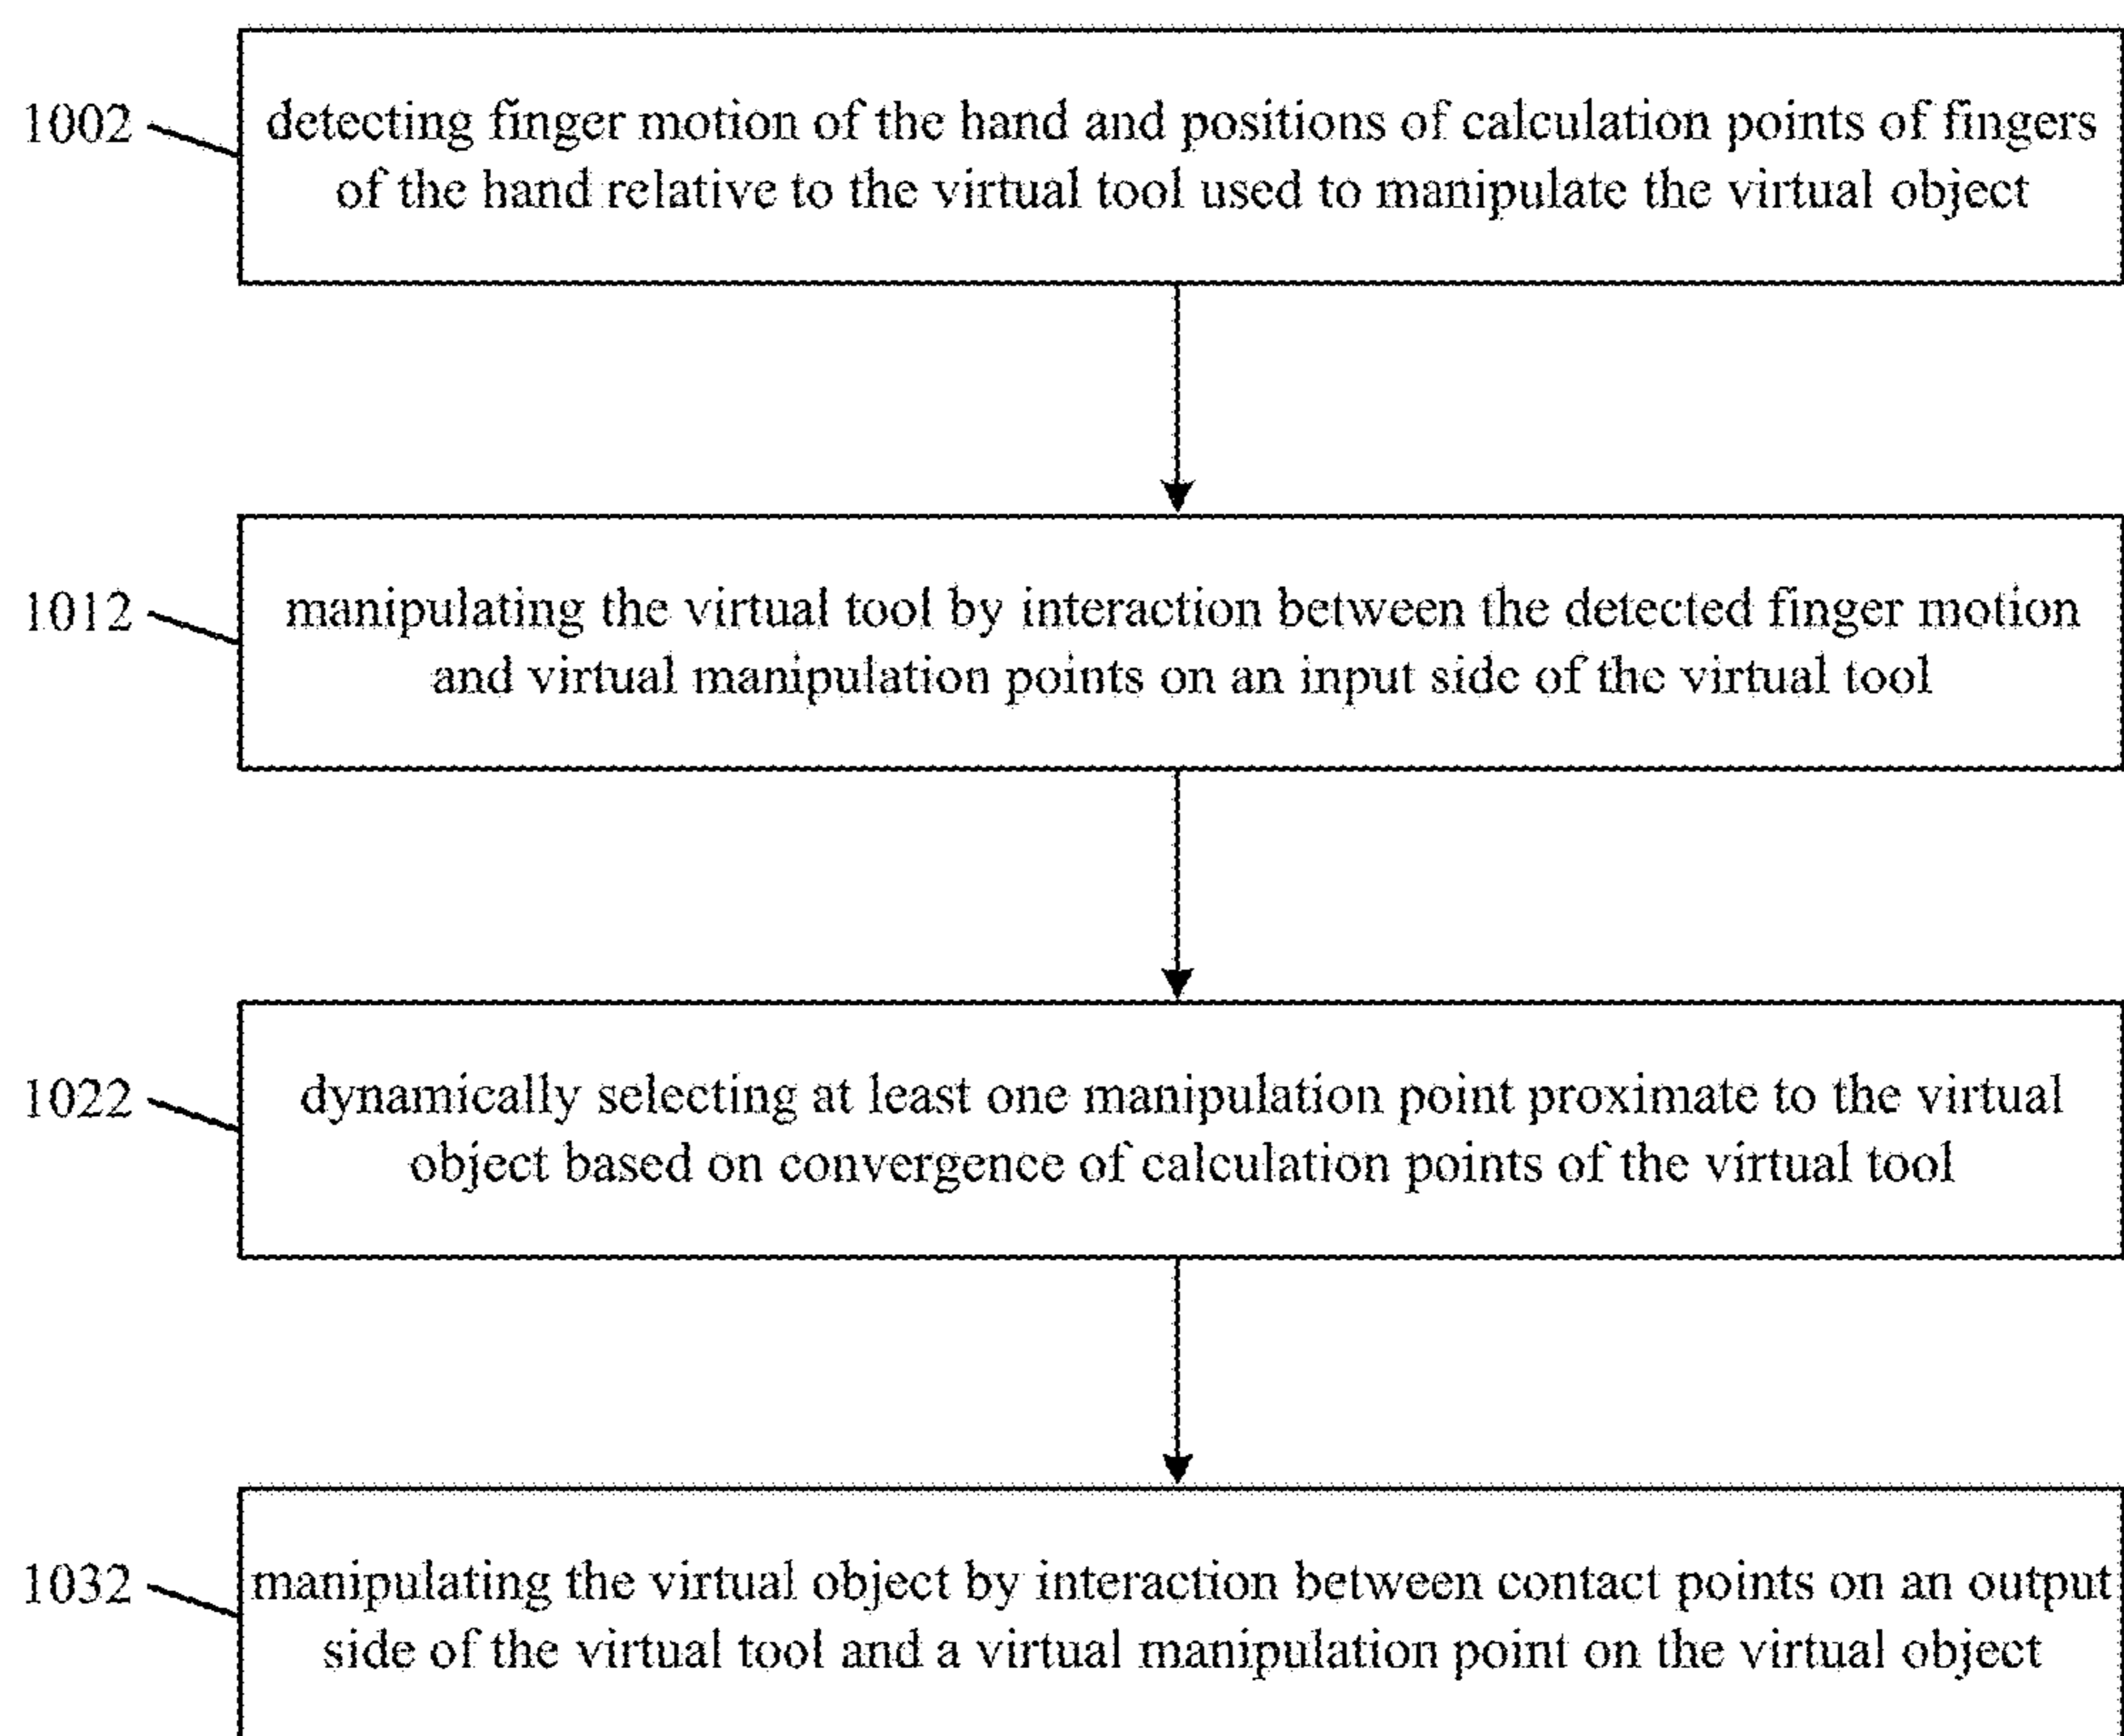 1002
detecting finger motion of the hand and positions of calculation points of fingers
of the hand relative to the virtual tool used to manipulate the virtual object
1012
manipulating the virtual tool by interaction between the detected finger motion
and virtual manipulation points on an input side of the virtual tool
1022
dynamically selecting at least one manipulation point proximate to the virtual
object based on convergence of calculation points of the virtual tool
1032
manipulating the virtual object by interaction between contact points on an output
side of the virtual tool and a virtual manipulation point on the virtual object